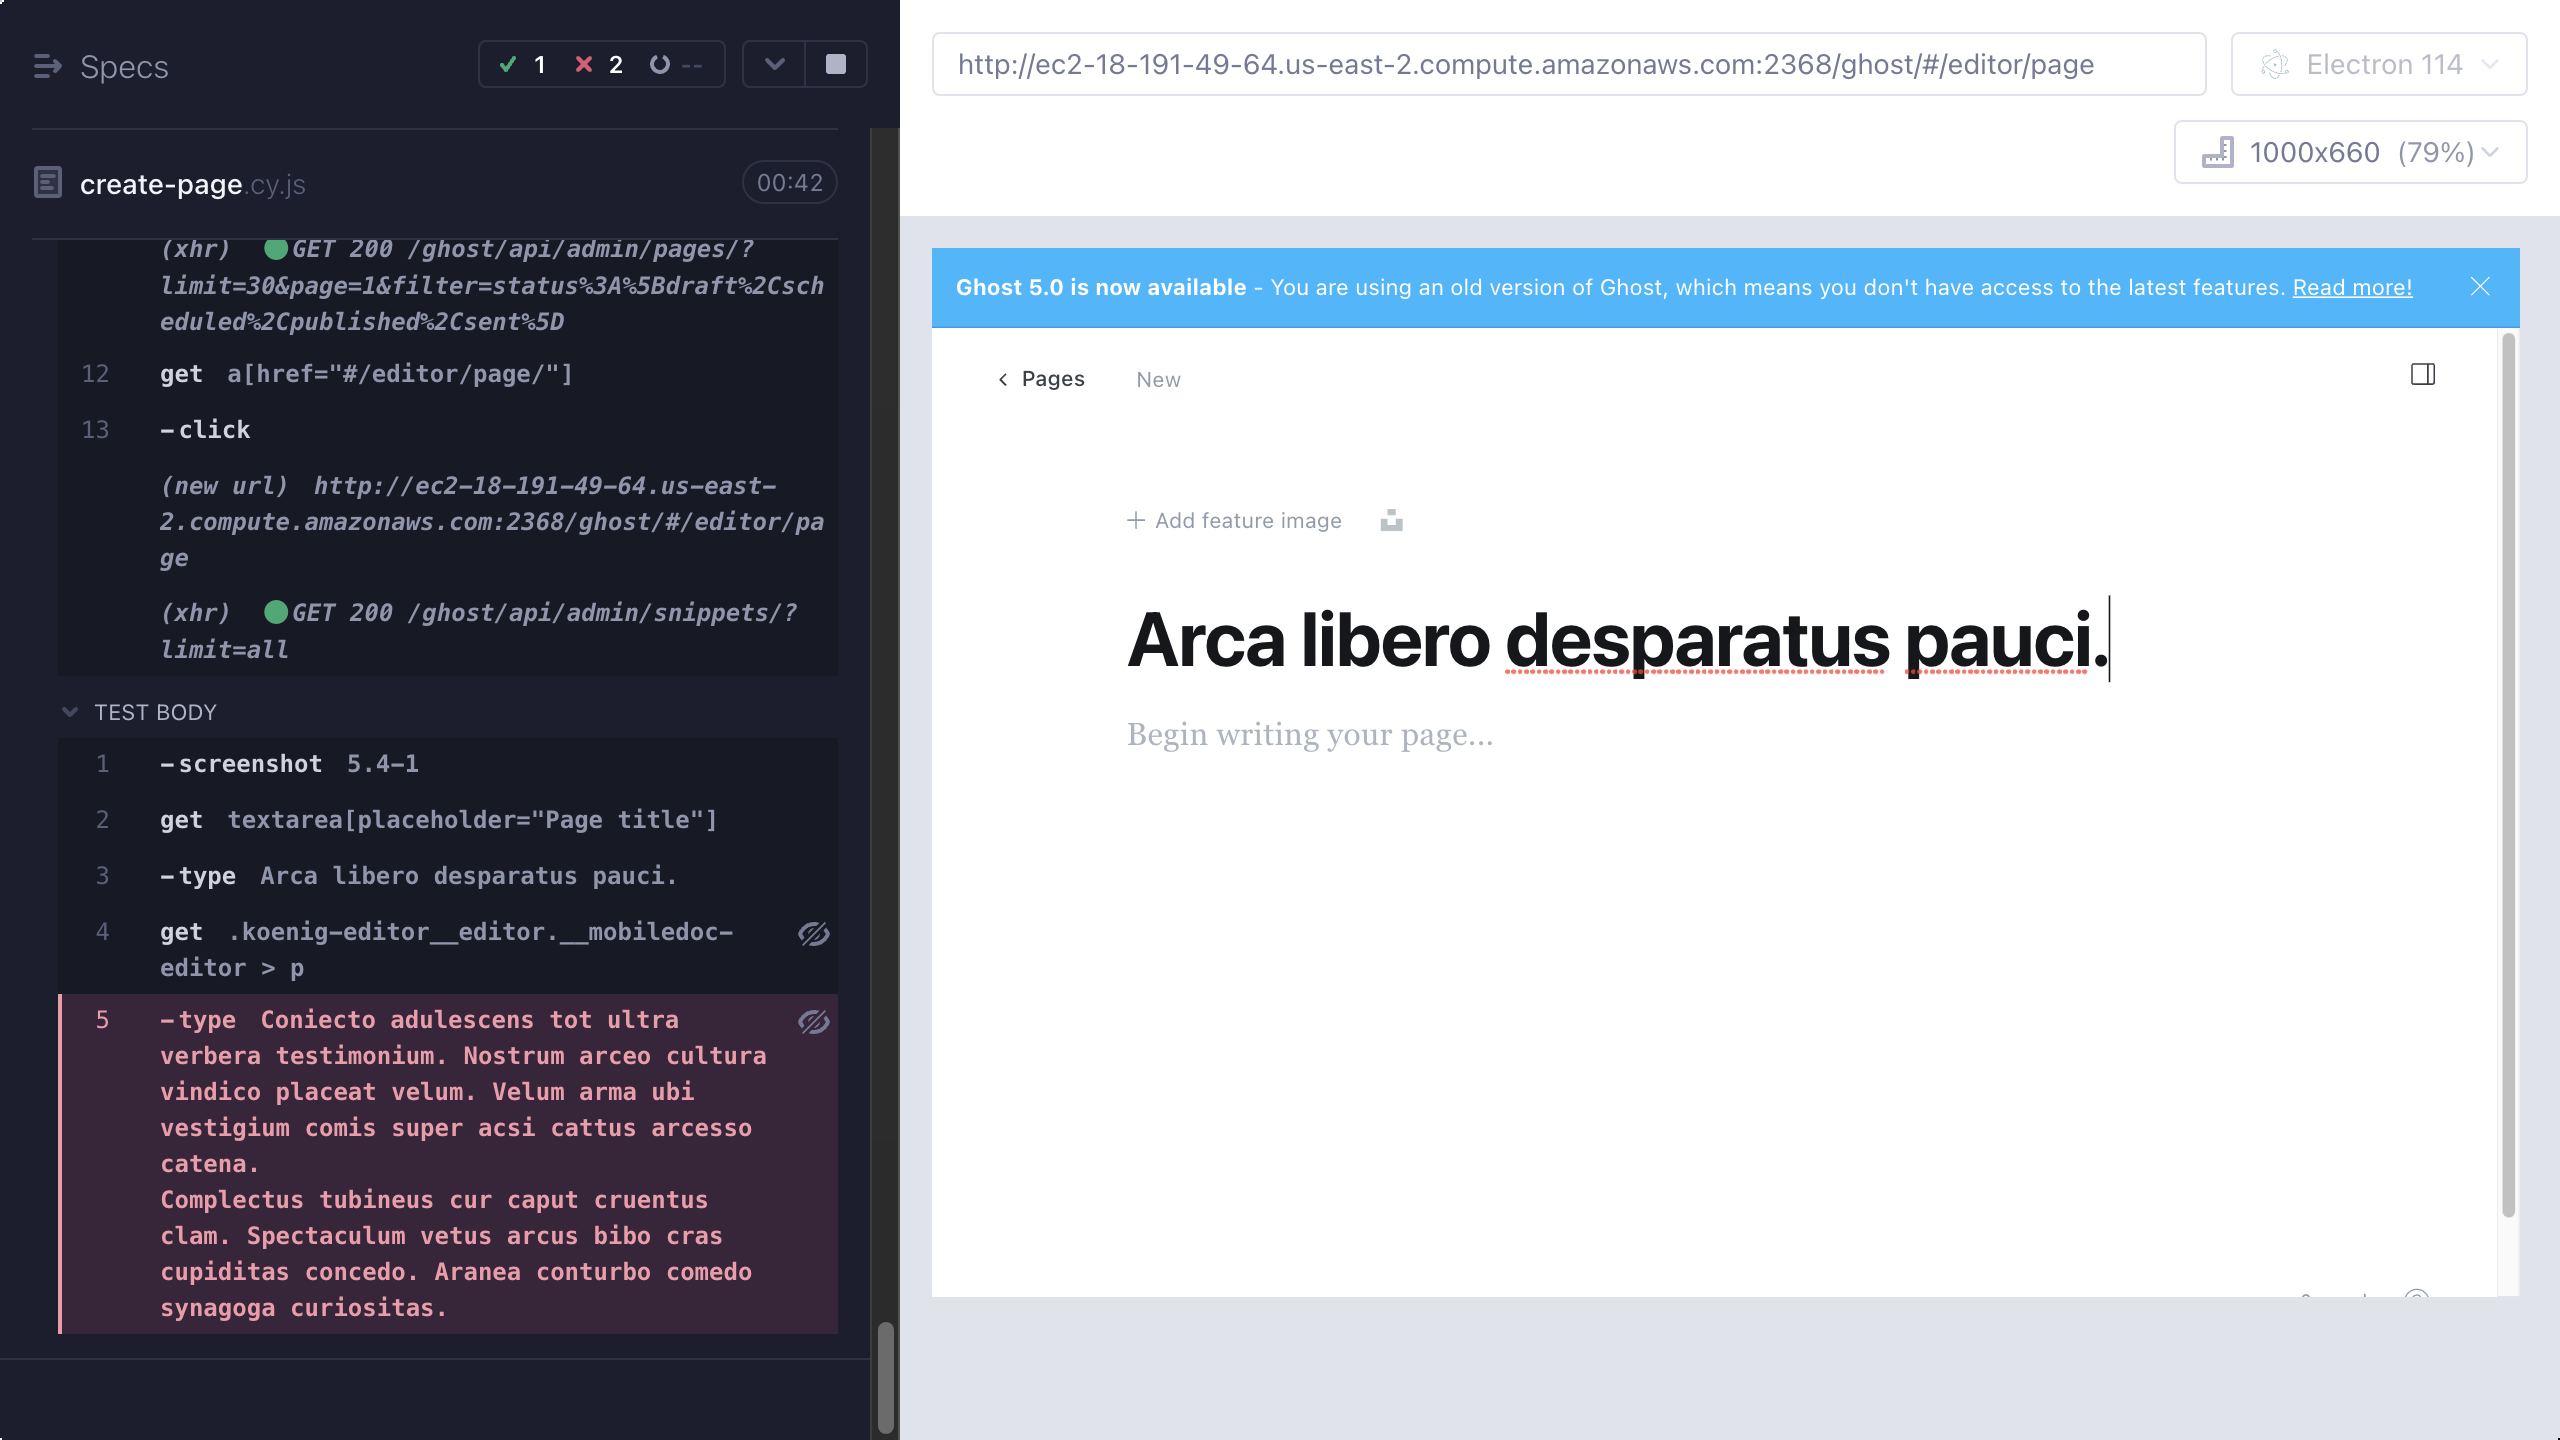 Specs
1 2 --
create-page.cy.js 00:42
(xhr) GET 200 /ghost/api/admin/pages/?
limit=30&page=1&filter=status%3A%5Bdraft%2Csch
eduled%2Cpublished%2Csent%5D
12 get a[href="#/editor/page/"]
13 -click
(new url) http://ec2-18-191-49-64.us-east-
2.compute.amazonaws.com:2368/ghost/#/editor/pa
ge
(xhr) GET 200 /ghost/api/admin/snippets/?
limit=all
TEST BODY
1 -screenshot 5.4-1
2 get textarea[placeholder="Page title"]
3 -type Arca libero desparatus pauci.
4 get .koenig-editor__editor.__mobiledoc-
editor > p
5 -type Coniecto adulescens tot ultra
verbera testimonium. Nostrum arceo cultura
vindico placeat velum. Velum arma ubi
vestigium comis super acsi cattus arcesso
catena.
Complectus tubineus cur caput cruentus
clam. Spectaculum vetus arcus bibo cras
cupiditas concedo. Aranea conturbo comedo
synagoga curiositas.
http://ec2-18-191-49-64.us-east-2.compute.amazonaws.com:2368/ghost/#/editor/page
Electron 114
1000x660 (79%)
Ghost 5.0 is now available - You are using an old version of Ghost, which means you don't have access to the latest features. Read more!
Pages New
Add feature image
Arca libero desparatus pauci.
Begin writing your page...